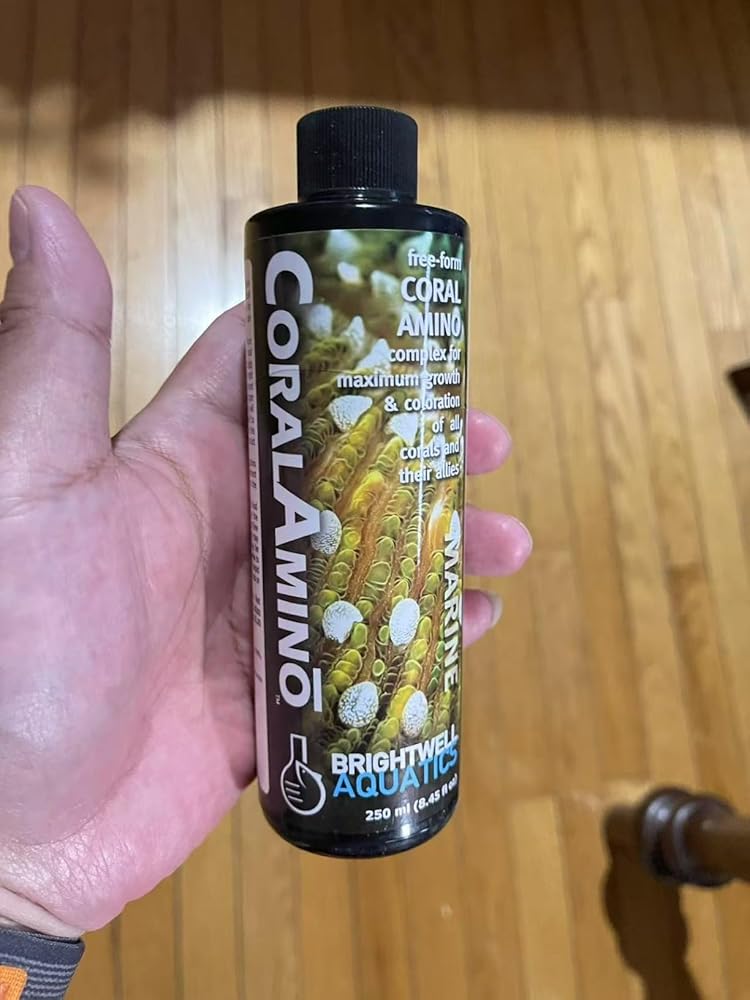 CORALAMINŌ™
free-form
CORAL
AMINO
complex for
maximum growth
& coloration
of all
corals and
their allies
MARINE
BRIGHTWELL
AQUATICS
250 ml (8.45 fl oz)